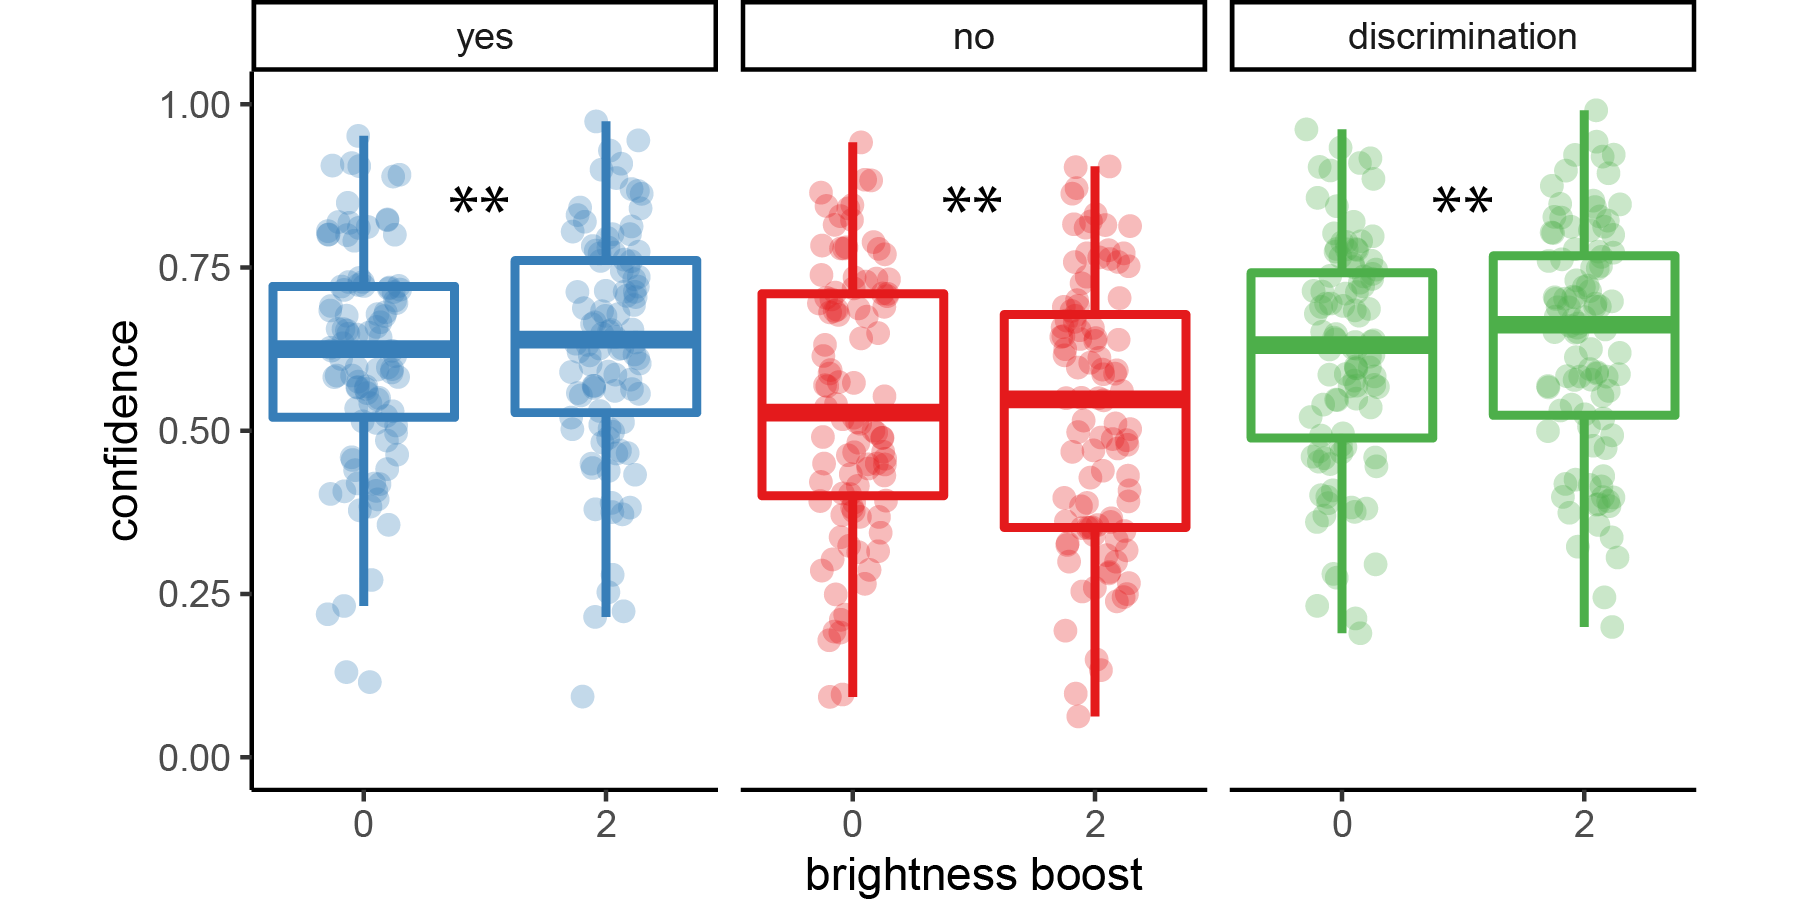 yes no discrimination
1.00
** ** **
0.75
0.50
0.25
0.00
confidence
0 2 0 2 0 2
brightness boost